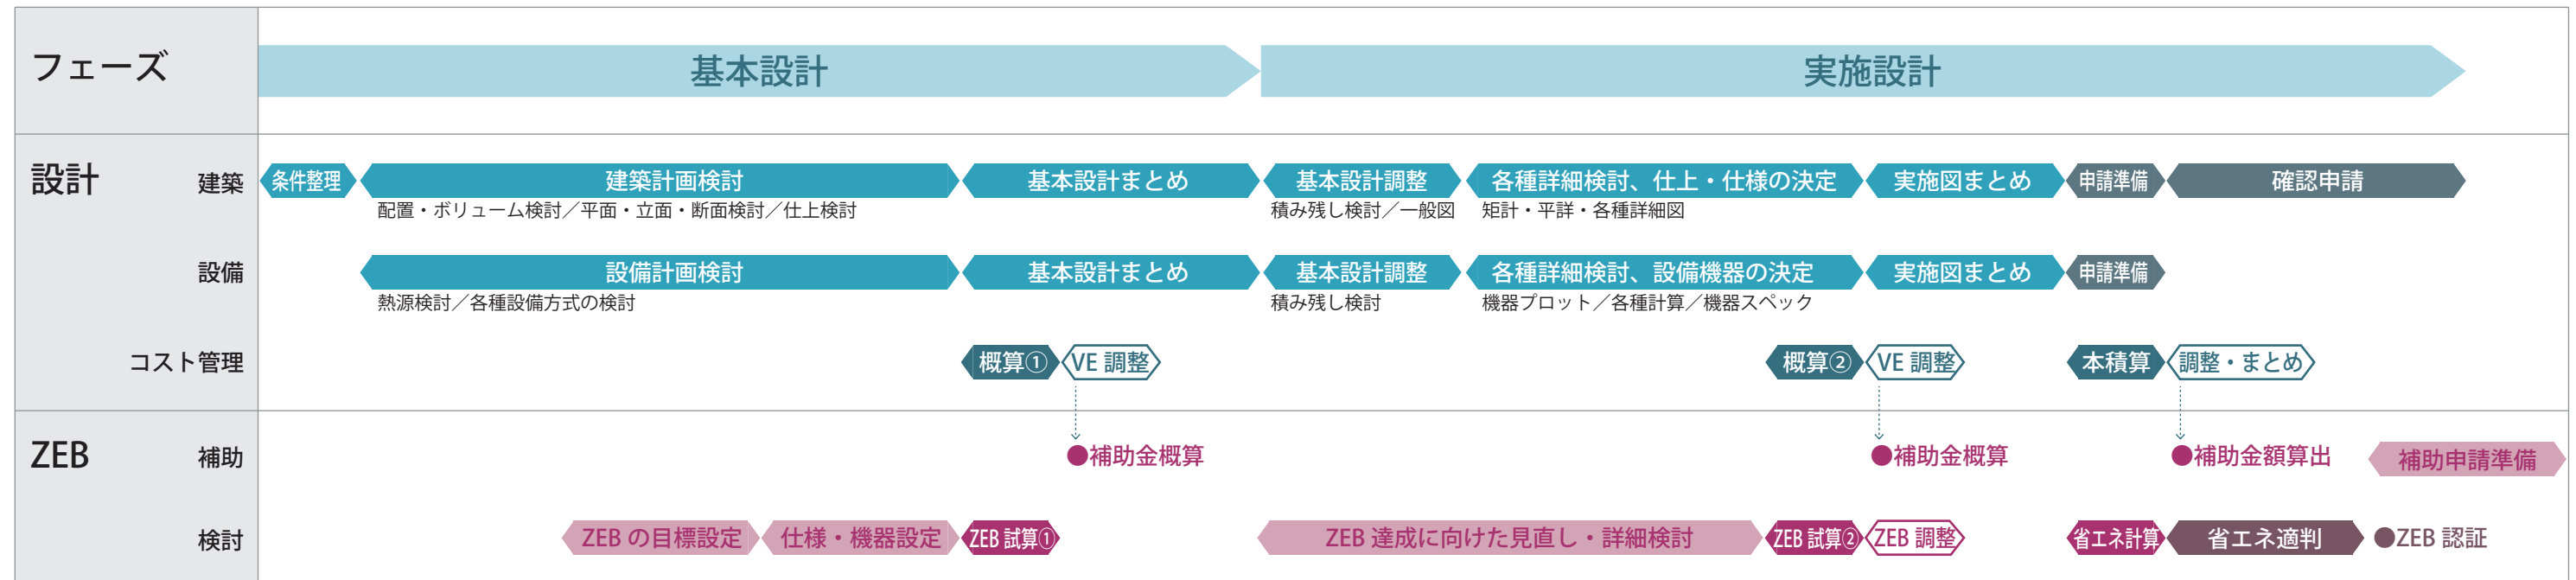 フェーズ
基本設計
実施設計
設計
建築
条件整理
建築計画検討
基本設計まとめ
基本設計調整
各種詳細検討、仕上・仕様の決定
実施図まとめ
申請準備
確認申請
配置・ボリューム検討／平面・立面・断面検討／仕上検討
積み残し検討／一般図
矩計・平詳・各種詳細図
設備
設備計画検討
基本設計まとめ
基本設計調整
各種詳細検討、設備機器の決定
実施図まとめ
申請準備
熱源検討／各種設備方式の検討
積み残し検討
機器プロット／各種計算／機器スペック
コスト管理
概算①
VE 調整
概算②
VE 調整
本積算
調整・まとめ
ZEB
補助
●補助金概算
●補助金概算
●補助金額算出
補助申請準備
検討
ZEB の目標設定
仕様・機器設定
ZEB 試算①
ZEB 達成に向けた見直し・詳細検討
ZEB 試算②
ZEB 調整
省エネ計算
省エネ適判
●ZEB 認証